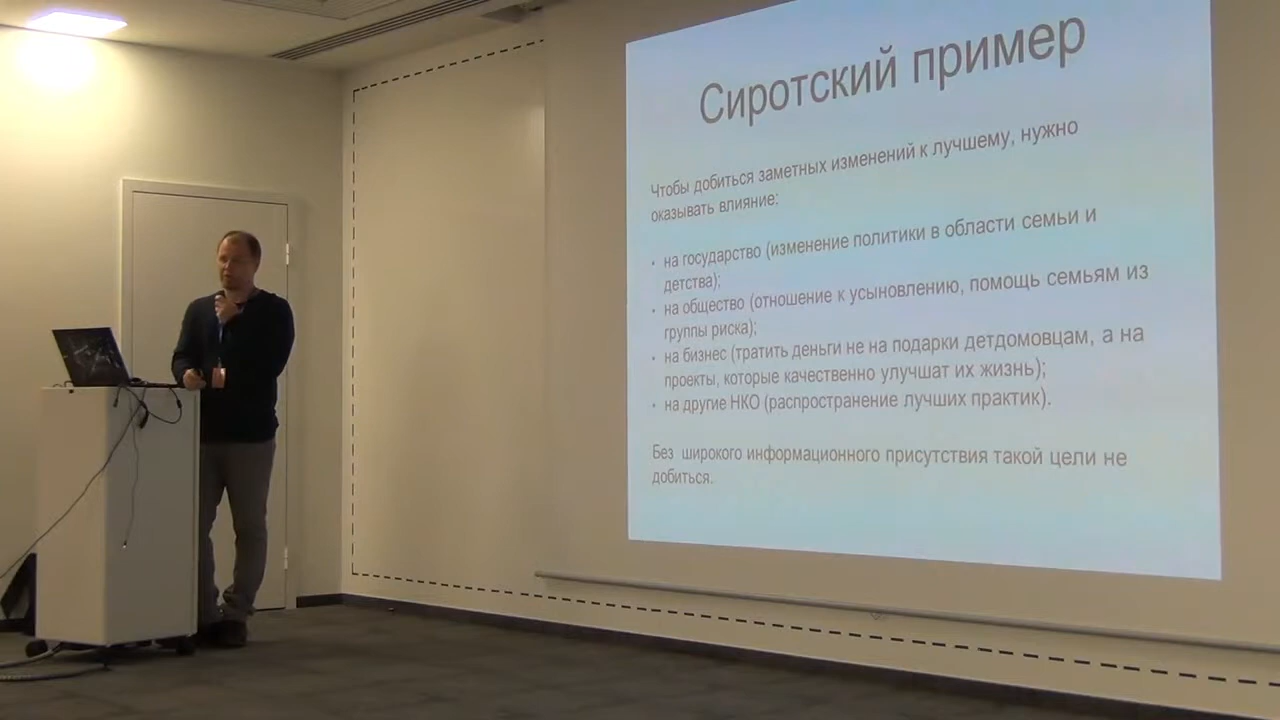 Сиротский пример
Чтобы добиться заметных изменений к лучшему, нужно
оказывать влияние:
• на государство (изменение политики в области семьи и
детства);
• на общество (отношение к усыновлению, помощь семьям из
группы риска);
• на бизнес (тратить деньги не на подарки детдомовцам, а на
проекты, которые качественно улучшат их жизнь);
• на другие НКО (распространение лучших практик).
Без широкого информационного присутствия такой цели не
добиться.